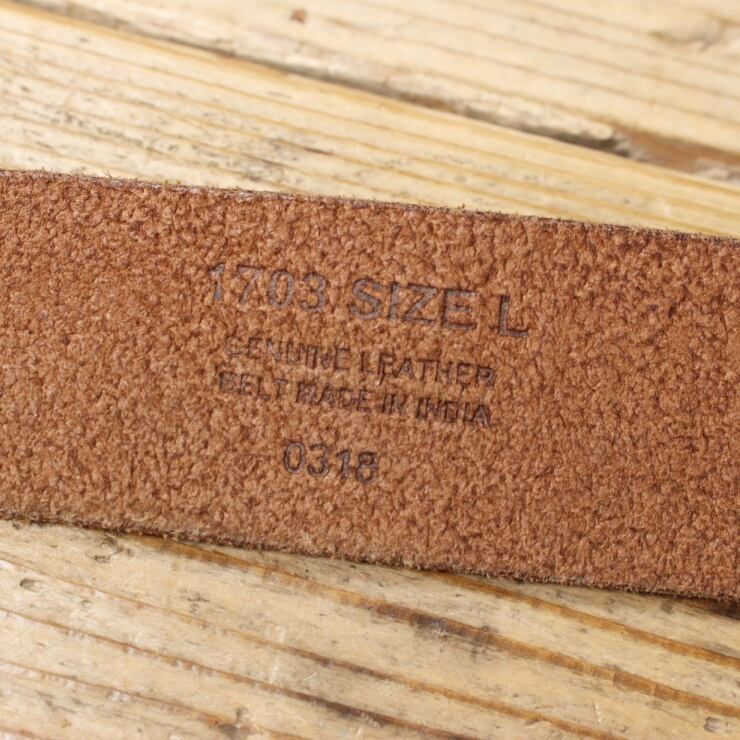 1703 SIZE L
GENUINE LEATHER
BELT MADE IN INDIA
0318